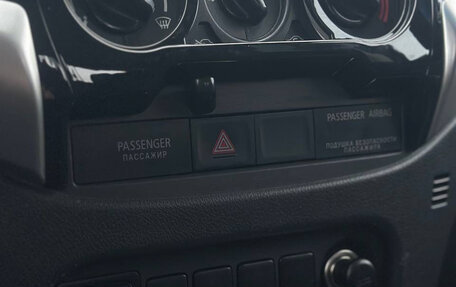 PASSENGER
ПАССАЖИР
PASSENGER AIRBAG
ПОДУШКА БЕЗОПАСНОСТИ
ПАССАЖИРА